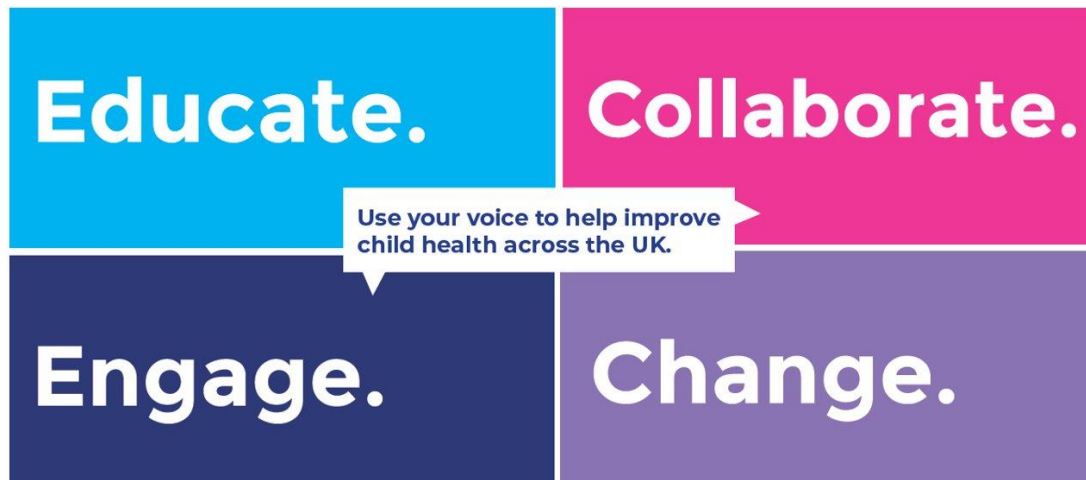 Educate.
Collaborate.
Use your voice to help improve
child health across the UK.
Engage.
Change.